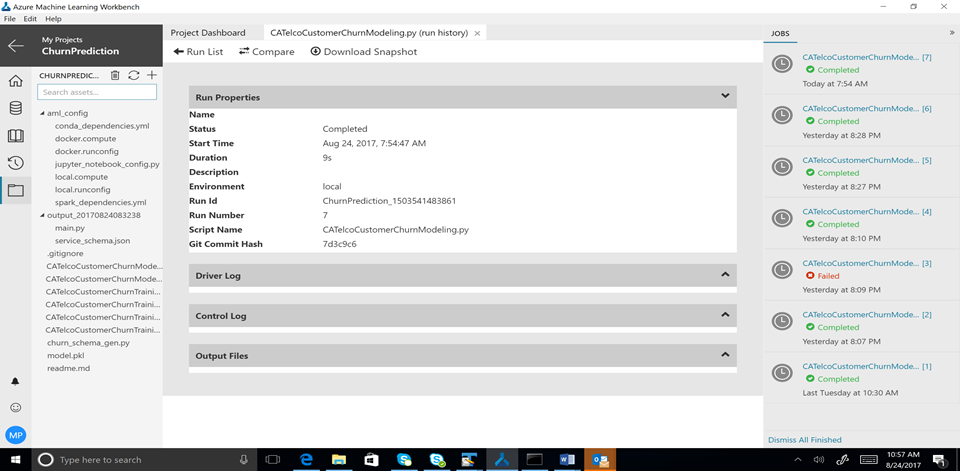 Azure Machine Learning Workbench
File Edit Help
My Projects
ChurnPrediction
CHURNPREDIC...
Search assets...
aml_config
conda_dependencies.yml
docker.compute
docker.runconfig
jupyter_notebook_config.py
local.compute
local.runconfig
spark_dependencies.yml
output_20170824083238
main.py
service_schema.json
.gitignore
CATelcoCustomerChurnMode...
CATelcoCustomerChurnMode...
CATelcoCustomerChurnTraini...
CATelcoCustomerChurnTraini...
CATelcoCustomerChurnTraini...
CATelcoCustomerChurnTraini...
churn_schema_gen.py
model.pkl
readme.md
MP
Project Dashboard
CATelcoCustomerChurnModeling.py (run history)
Run List Compare Download Snapshot
Run Properties
Name
Status Completed
Start Time Aug 24, 2017, 7:54:47 AM
Duration 9s
Description
Environment local
Run Id ChurnPrediction_1503541483861
Run Number 7
Script Name CATelcoCustomerChurnModeling.py
Git Commit Hash 7d3c9c6
Driver Log
Control Log
Output Files
JOBS
CATelcoCustomerChurnMode... [7]
Completed
Today at 7:54 AM
CATelcoCustomerChurnMode... [6]
Completed
Yesterday at 8:28 PM
CATelcoCustomerChurnMode... [5]
Completed
Yesterday at 8:27 PM
CATelcoCustomerChurnMode... [4]
Completed
Yesterday at 8:10 PM
CATelcoCustomerChurnMode... [3]
Failed
Yesterday at 8:09 PM
CATelcoCustomerChurnMode... [2]
Completed
Yesterday at 8:07 PM
CATelcoCustomerChurnMode... [1]
Completed
Last Tuesday at 10:30 AM
Dismiss All Finished
Type here to search
10:57 AM
8/24/2017